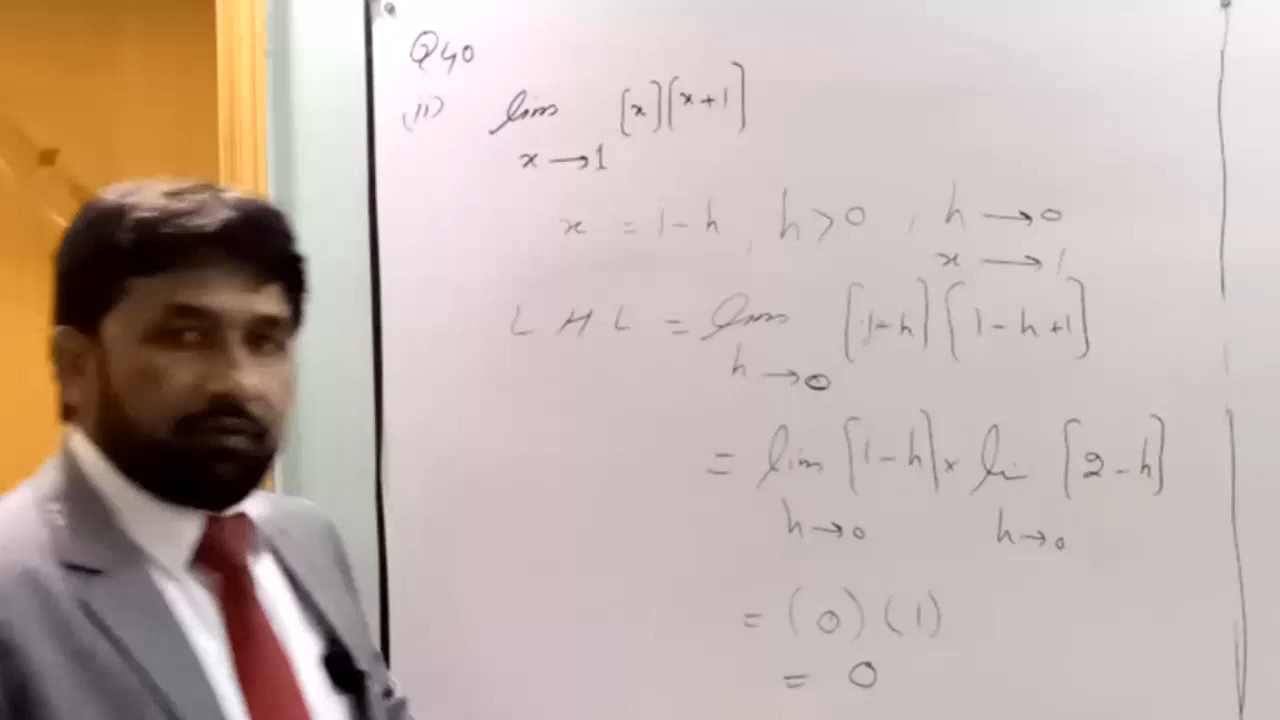 Q40
(ii) lim [x][x+1]
x→1
x = 1-h, h>0, h→0
x→1
LHL = lim [1-h][1-h+1]
h→0
= lim [1-h] × li [2-h]
h→0 h→0
= (0)(1)
= 0